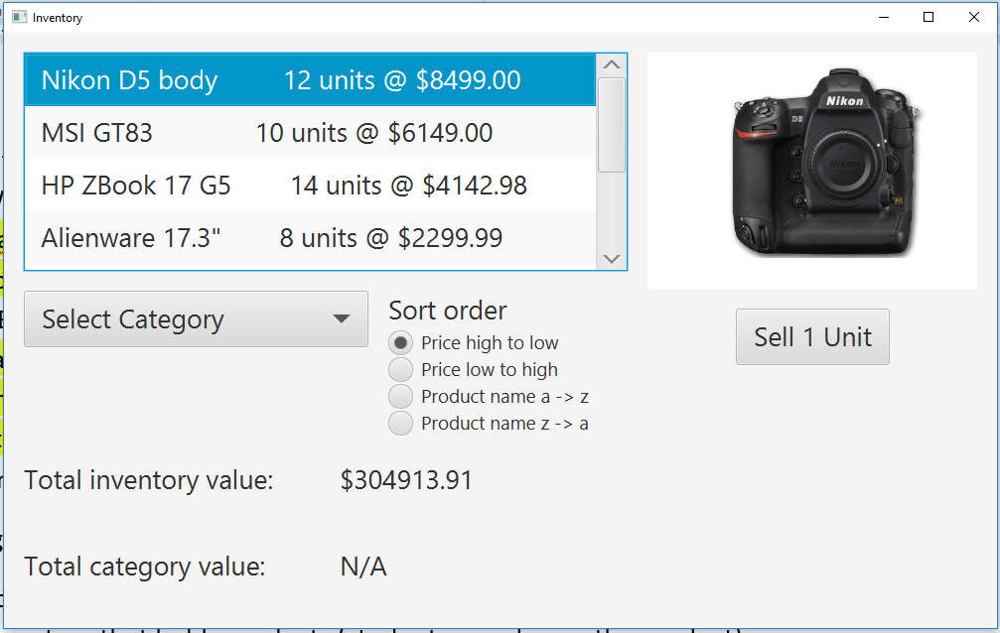 Inventory
Nikon D5 body 12 units @ $8499.00
MSI GT83 10 units @ $6149.00
HP ZBook 17 G5 14 units @ $4142.98
Alienware 17.3" 8 units @ $2299.99
Nikon
D5
Nikon
Select Category
Sort order
Price high to low
Price low to high
Product name a -> z
Product name z -> a
Sell 1 Unit
Total inventory value: $304913.91
Total category value: N/A